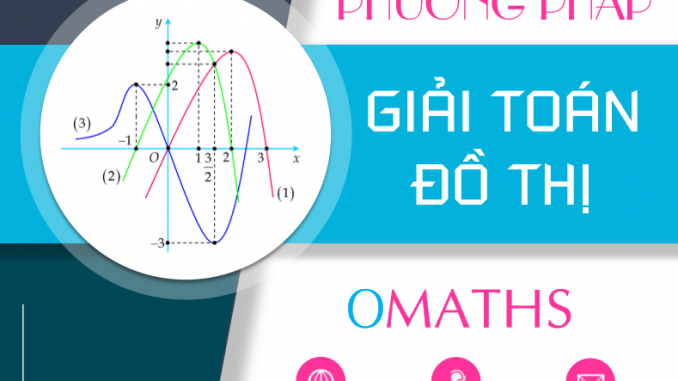 PHƯƠNG PHÁP
GIẢI TOÁN
ĐỒ THỊ
y
2
(3)
−1
O
1
3/2
2
3
x
(2)
(1)
−3
OMATHS